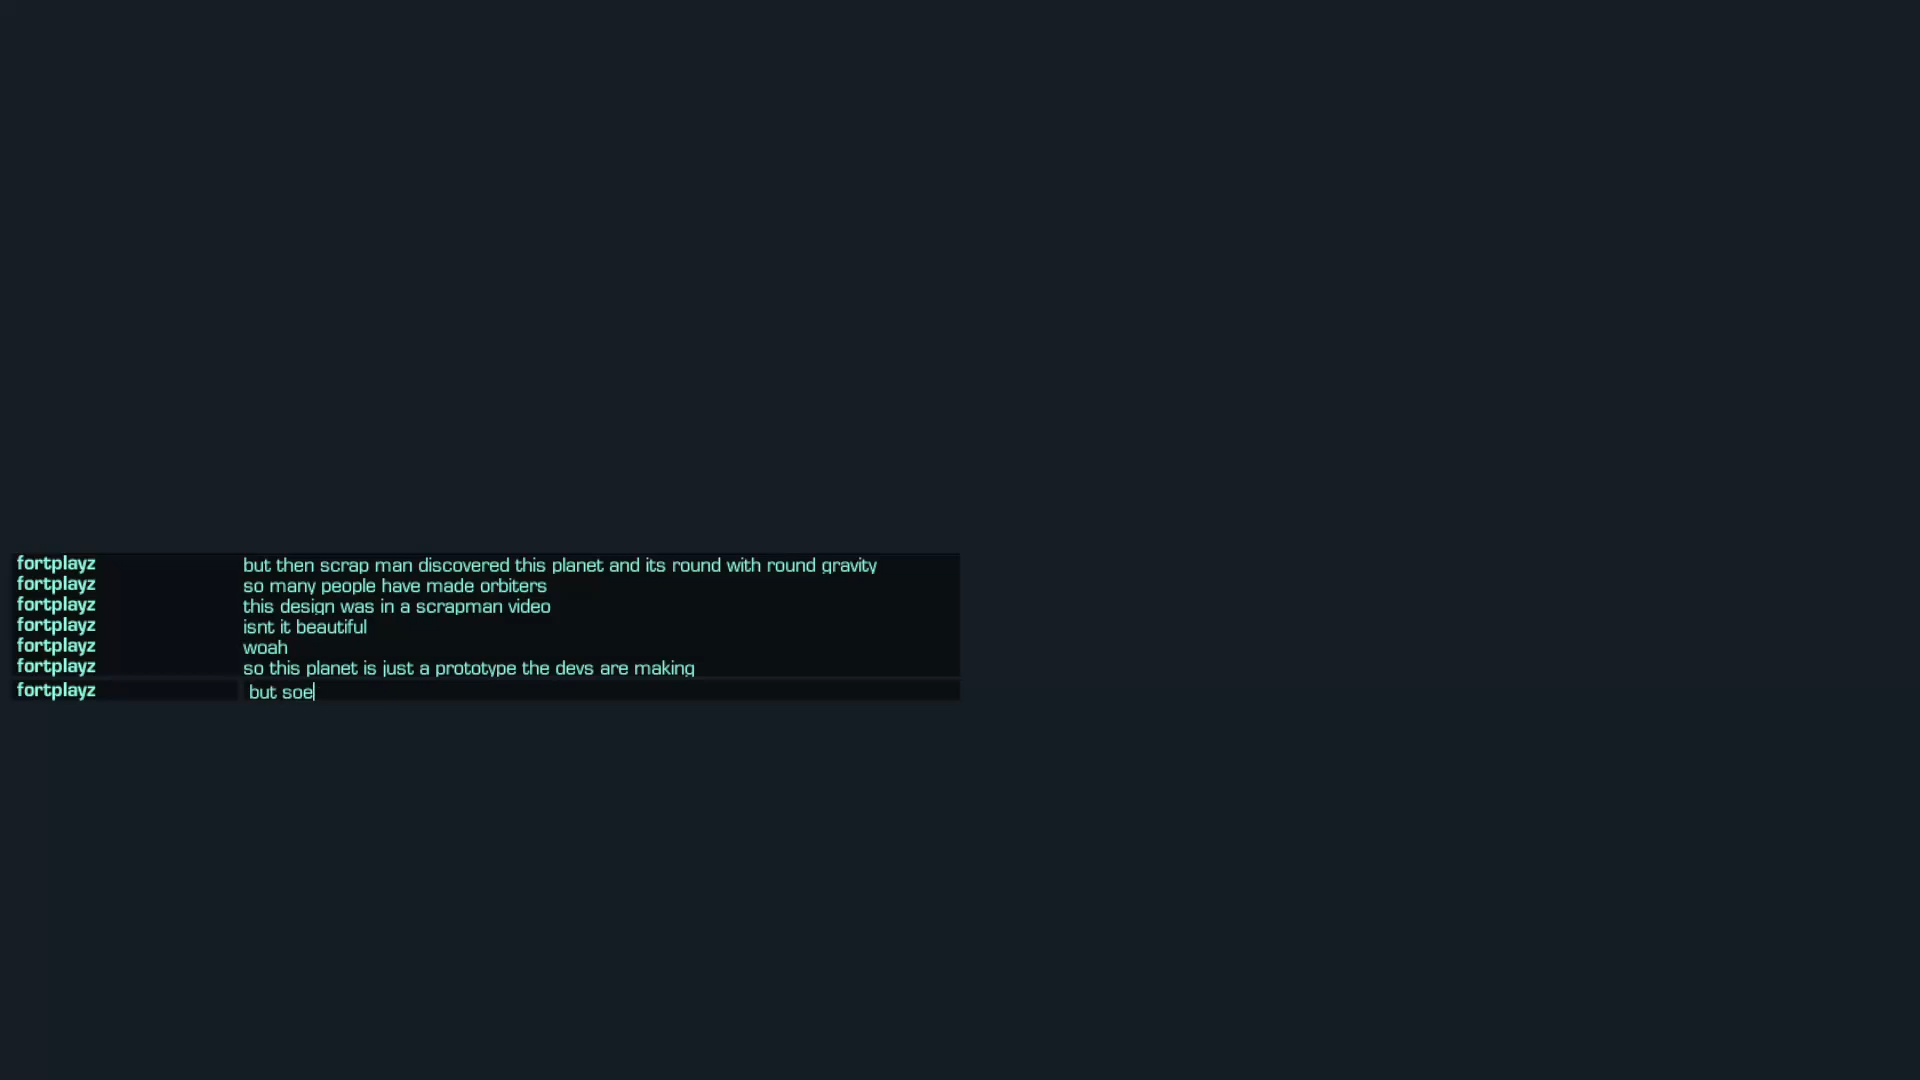 fortplayz but then scrap man discovered this planet and its round with round gravity
fortplayz so many people have made orbiters
fortplayz this design was in a scrapman video
fortplayz isnt it beautiful
fortplayz woah
fortplayz so this planet is just a prototype the devs are making
fortplayz but soe